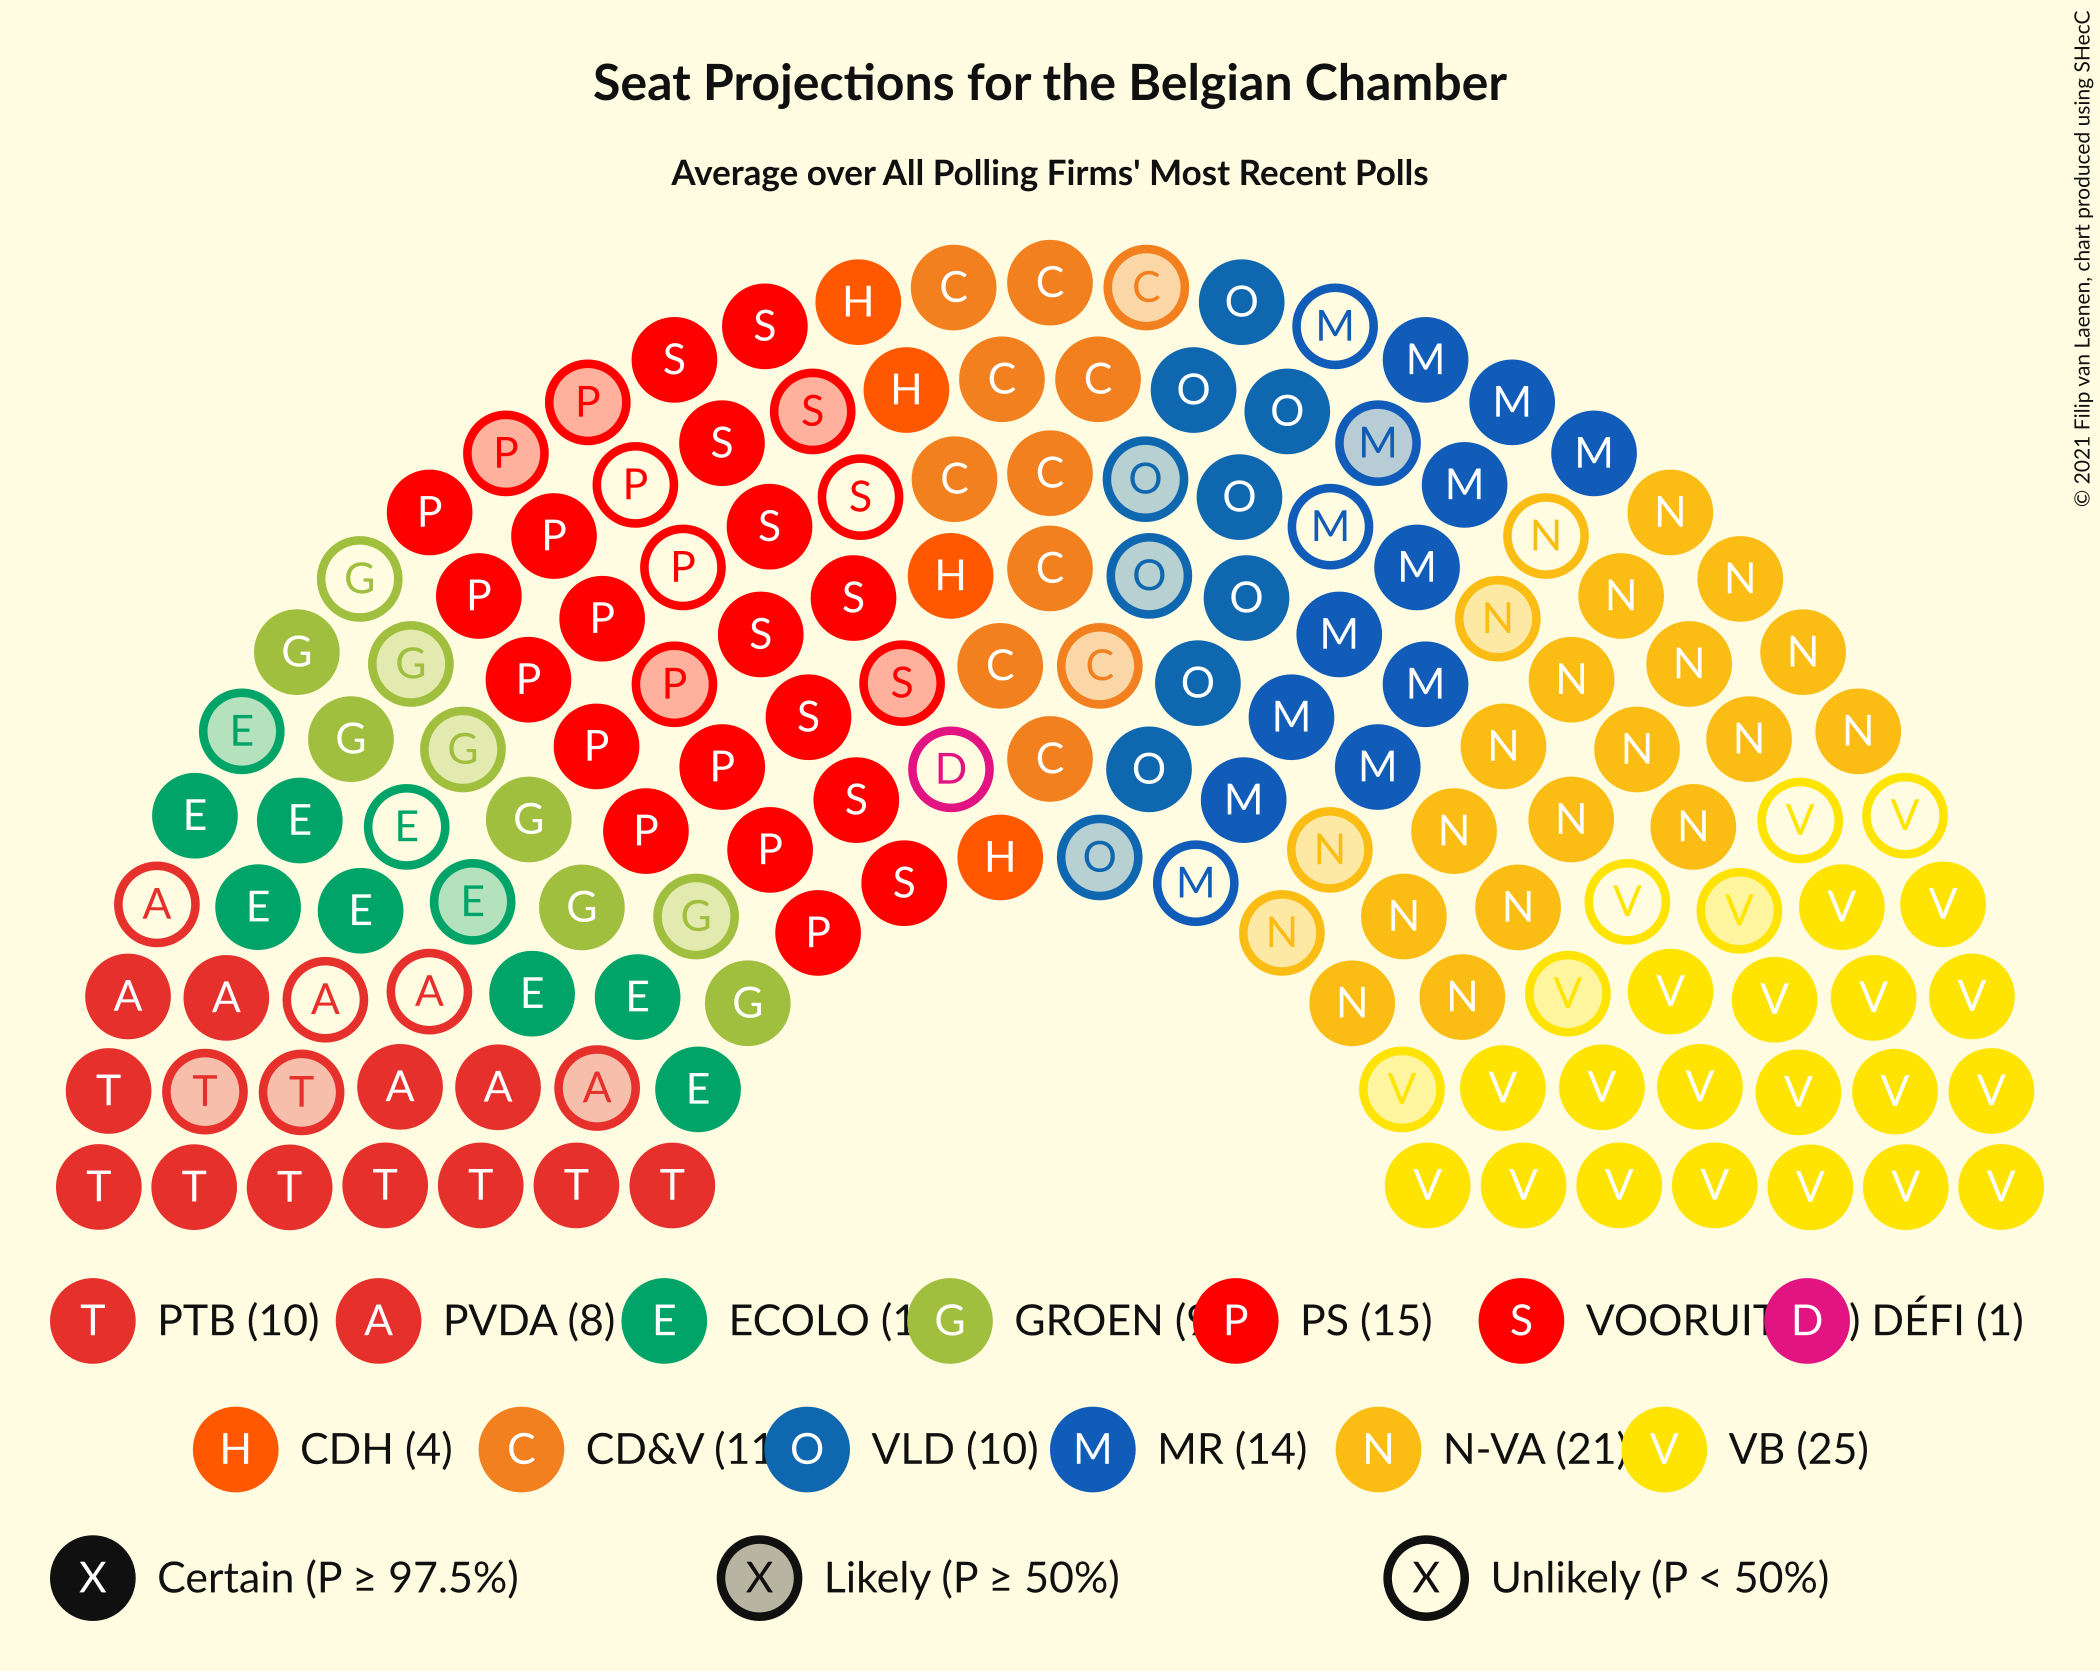 Seat Projections for the Belgian Chamber
Average over All Polling Firms' Most Recent Polls
© 2021 Filip van Laenen, chart produced using SHecC
H C C C O M
S S M M
P P H C C O O M
S S M M N
P P S S C C O O M N N
G P P P S S H C O O M M N N N
G G P P P S S C C O M M N N N N
E G G P P S D C O M M N N N N
E E E G P P S H O M N N N N V V
A E E E G G P N N N V V V V
A A A A E E G N N V V V V V
T T T A A A E V V V V V V V
T T T T T T T V V V V V V V
T PTB (10) A PVDA (8) E ECOLO (1 G GROEN ( P PS (15) S VOORUIT D ) DÉFI (1)
H CDH (4) C CD&V (11 O VLD (10) M MR (14) N N-VA (21) V VB (25)
X Certain (P ≥ 97.5%) X Likely (P ≥ 50%) X Unlikely (P < 50%)